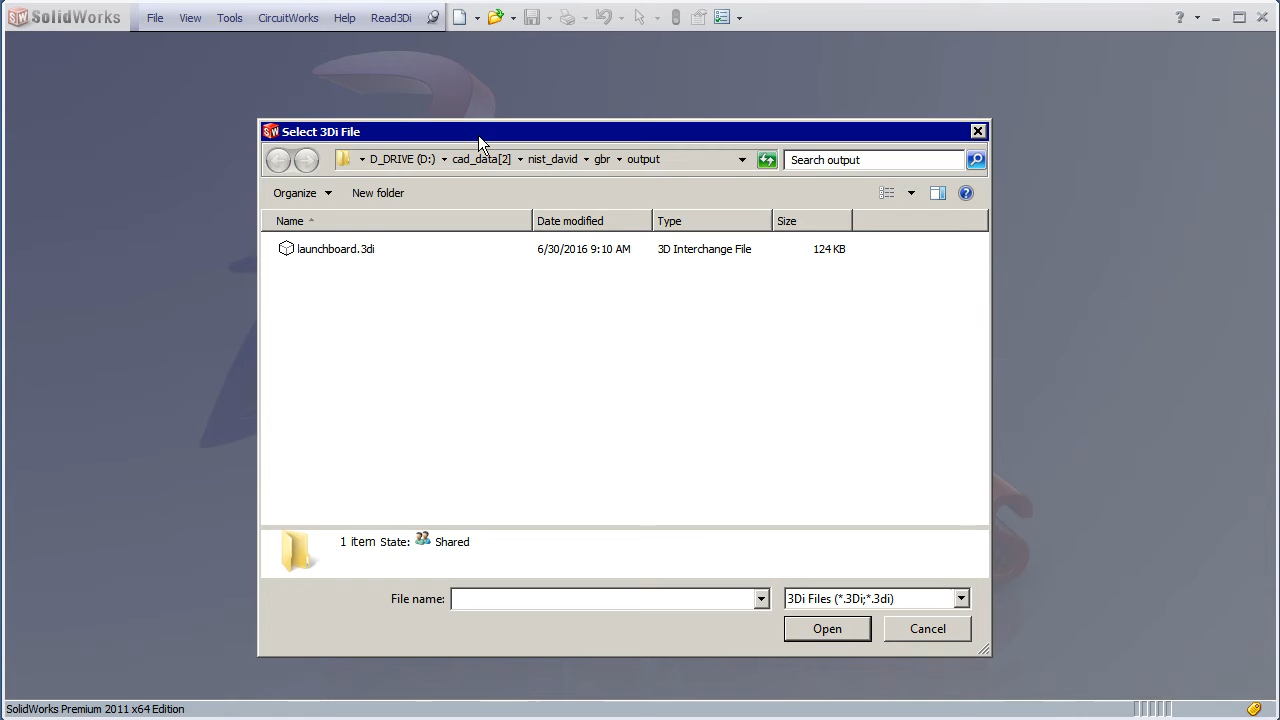 SolidWorks File View Tools CircuitWorks Help Read3Di
Select 3Di File
D_DRIVE (D:) cad_data[2] nist_david gbr output Search output
Organize New folder
Name Date modified Type Size
launchboard.3di 6/30/2016 9:10 AM 3D Interchange File 124 KB
1 item State: Shared
File name: 3Di Files (*.3Di;*.3di)
Open Cancel
SolidWorks Premium 2011 x64 Edition